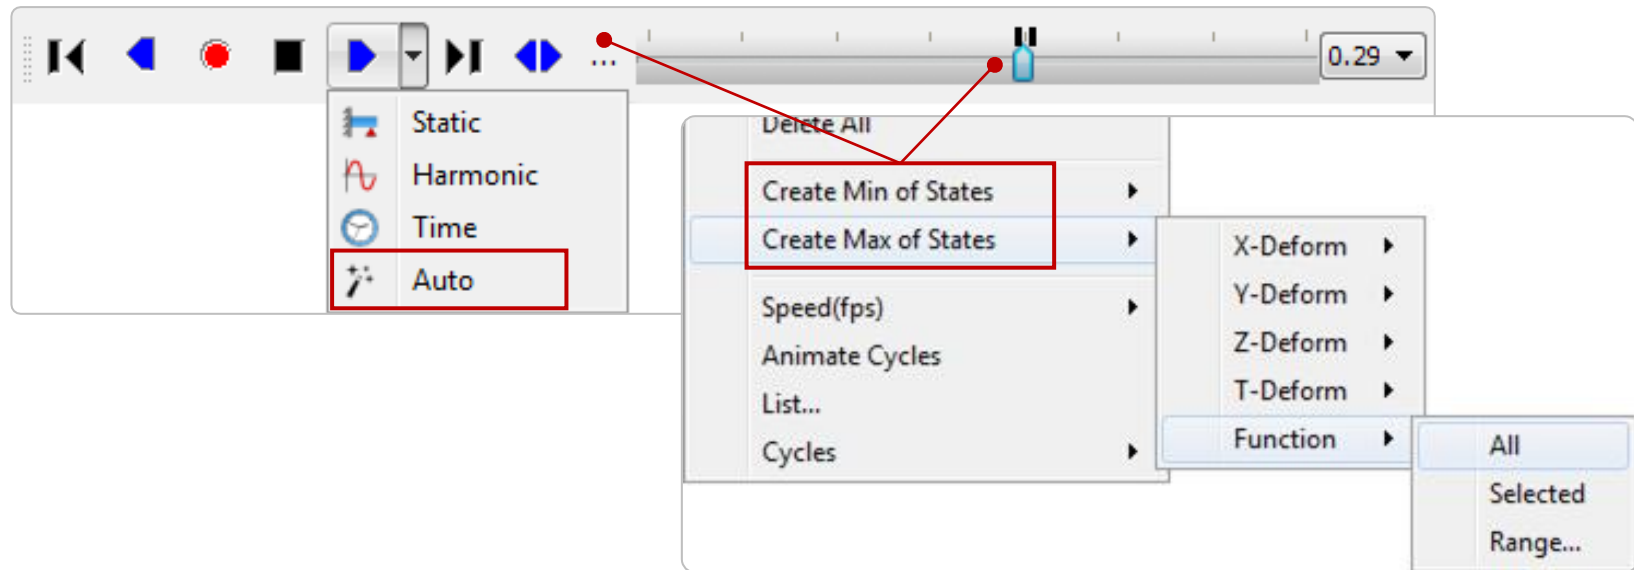 ...
0.29
Static
Harmonic
Time
Auto
Delete All
Create Min of States
Create Max of States
Speed(fps)
Animate Cycles
List...
Cycles
X-Deform
Y-Deform
Z-Deform
T-Deform
Function
All
Selected
Range...